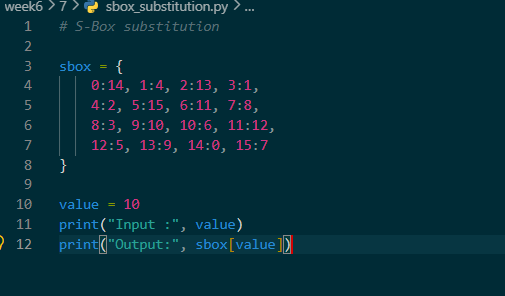 week6 > 7 > sbox_substitution.py > ...
1 # S-Box substitution
2
3 sbox = {
4 0:14, 1:4, 2:13, 3:1,
5 4:2, 5:15, 6:11, 7:8,
6 8:3, 9:10, 10:6, 11:12,
7 12:5, 13:9, 14:0, 15:7
8 }
9
10 value = 10
11 print("Input :", value)
12 print("Output:", sbox[value])